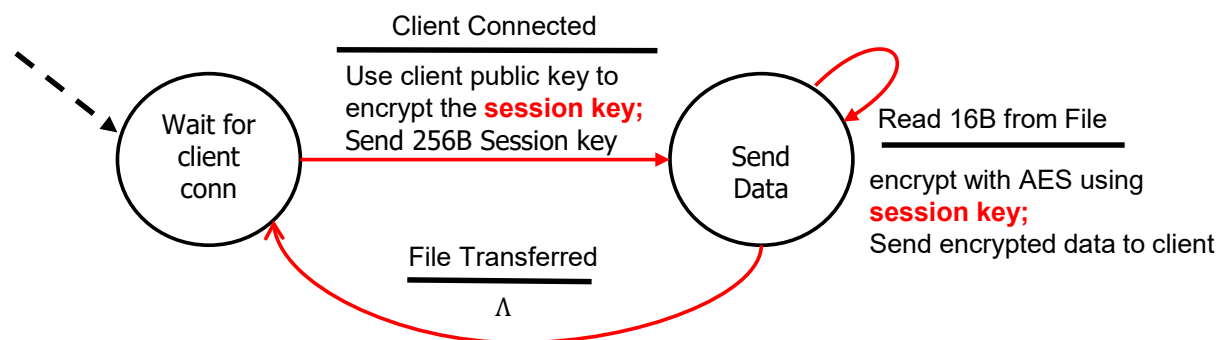 Client Connected
Use client public key to
encrypt the session key;
Send 256B Session key
Wait for
client
conn
Send
Data
Read 16B from File
encrypt with AES using
session key;
Send encrypted data to client
File Transferred
Λ